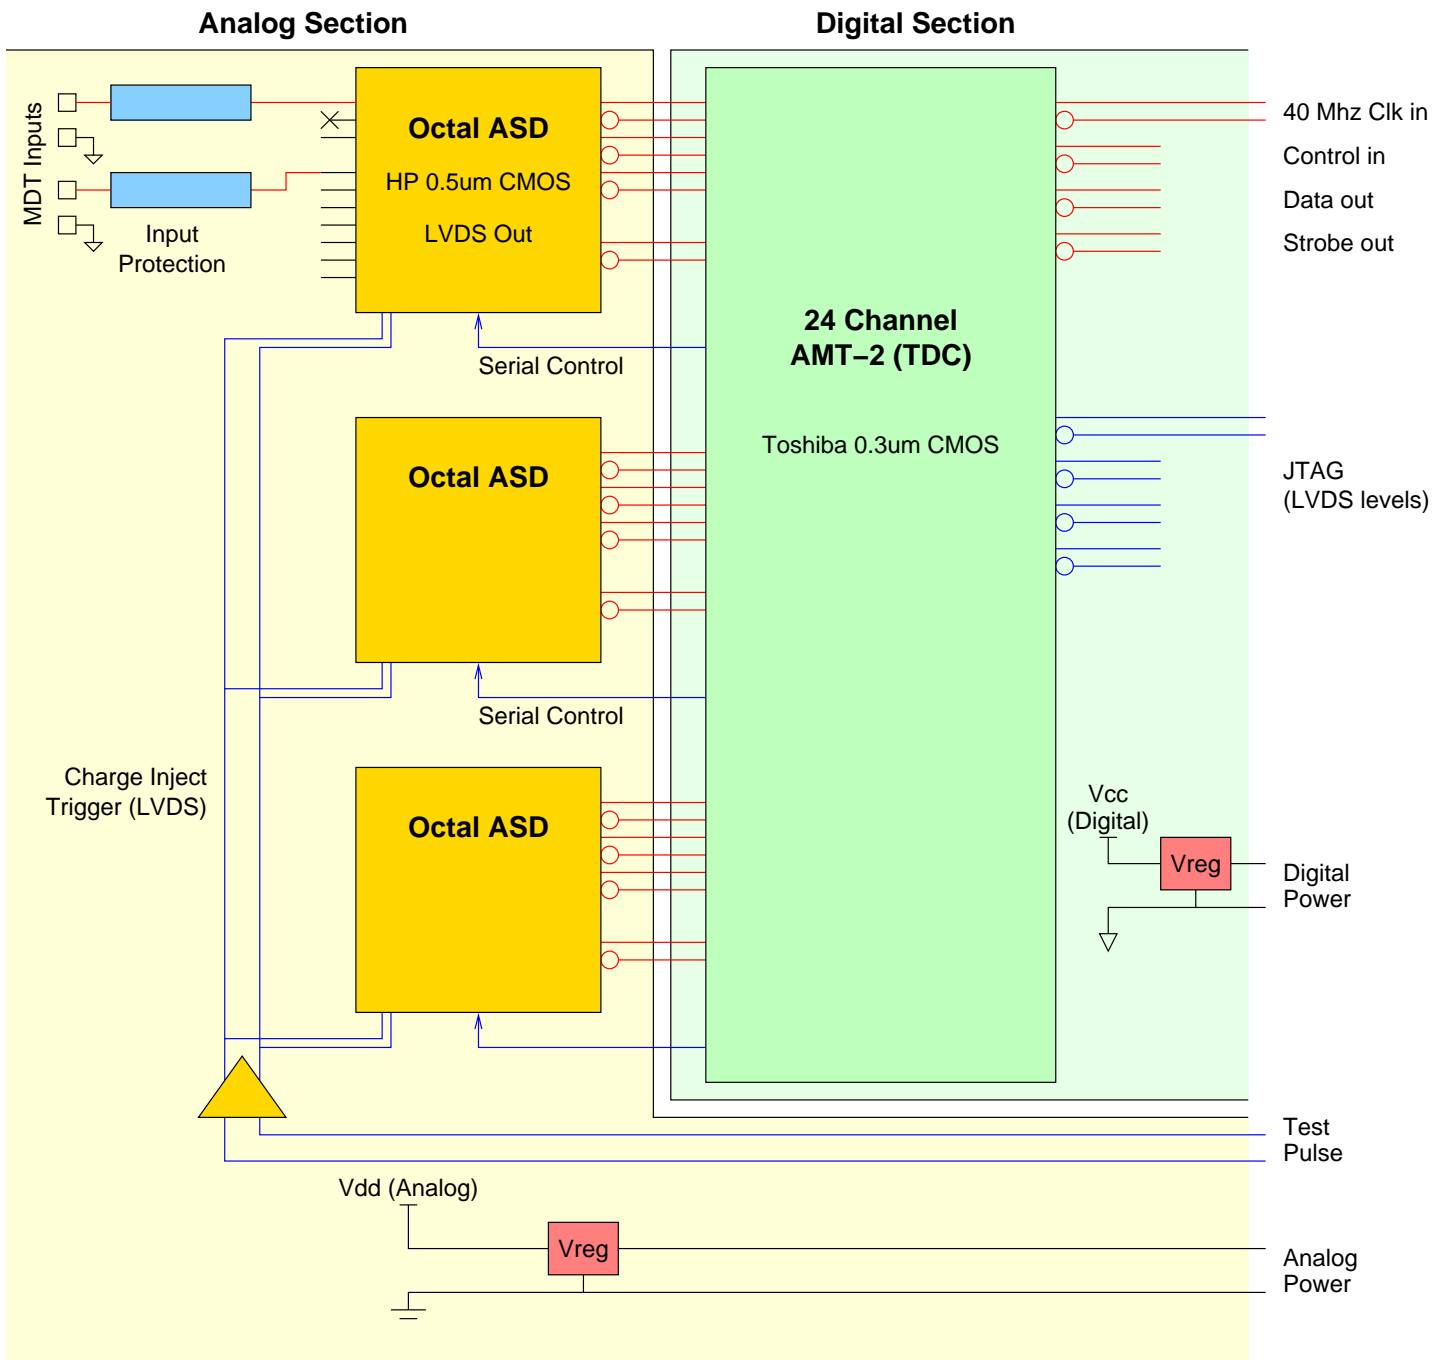 Analog Section
Digital Section
MDT Inputs
Input
Protection
Octal ASD
HP 0.5um CMOS
LVDS Out
Serial Control
24 Channel
AMT−2 (TDC)
Toshiba 0.3um CMOS
40 Mhz Clk in
Control in
Data out
Strobe out
Octal ASD
JTAG
(LVDS levels)
Serial Control
Charge Inject
Trigger (LVDS)
Octal ASD
Vcc
(Digital)
Vreg
Digital
Power
Test
Pulse
Vdd (Analog)
Vreg
Analog
Power